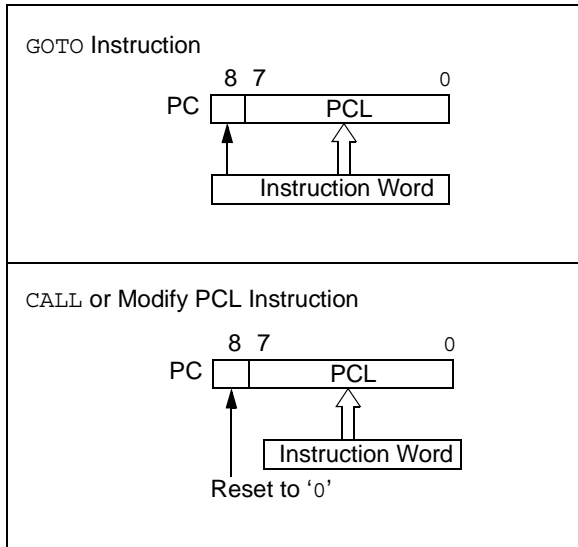 GOTO Instruction
8 7 0
PC PCL
Instruction Word
CALL or Modify PCL Instruction
8 7 0
PC PCL
Instruction Word
Reset to ‘0’